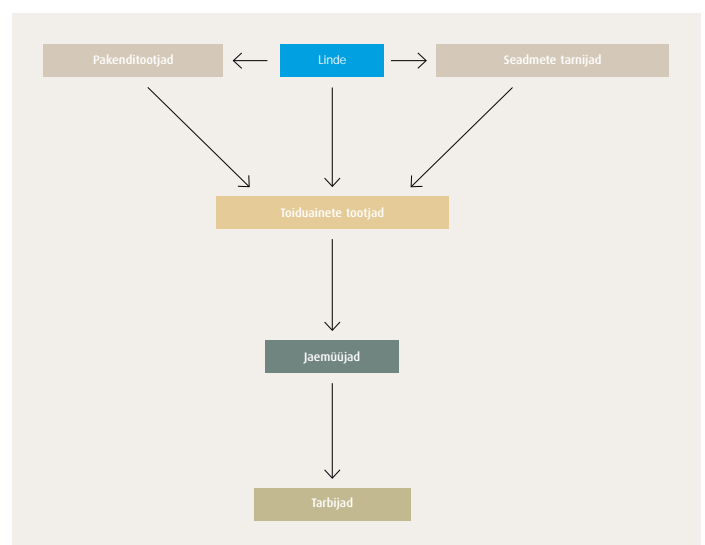 Pakenditootjad
Linde
Seadmete tarnijad
Toiduainete tootjad
Jaemüüjad
Tarbijad